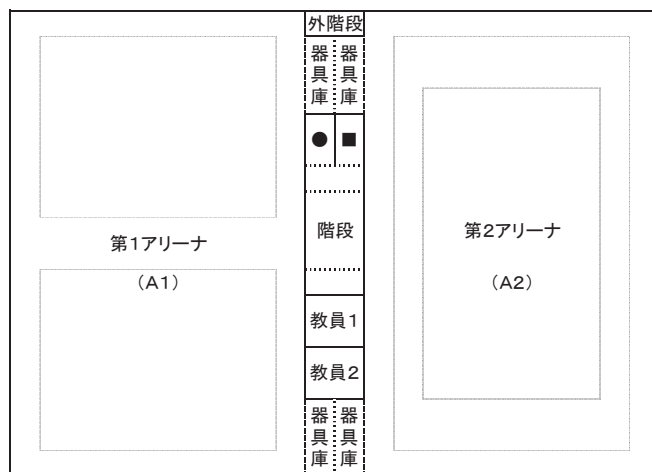 外階段
器具庫
器具庫
● ■
階段
第1アリーナ
(A1)
第2アリーナ
(A2)
教員1
教員2
器具庫
器具庫